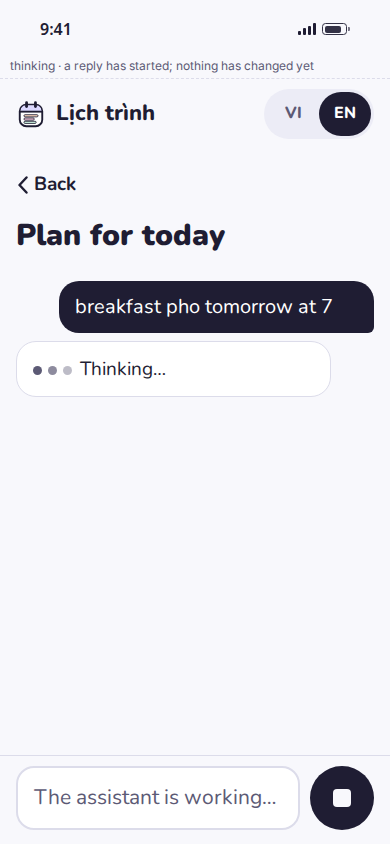 9:41
thinking · a reply has started; nothing has changed yet
Lịch trình
VI EN
Back
Plan for today
breakfast pho tomorrow at 7
Thinking...
The assistant is working...